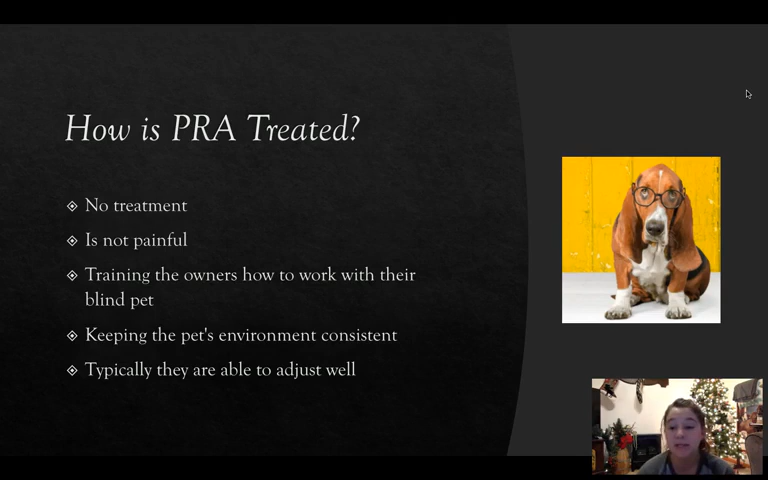 How is PRA Treated?
No treatment
Is not painful
Training the owners how to work with their
blind pet
Keeping the pet's environment consistent
Typically they are able to adjust well